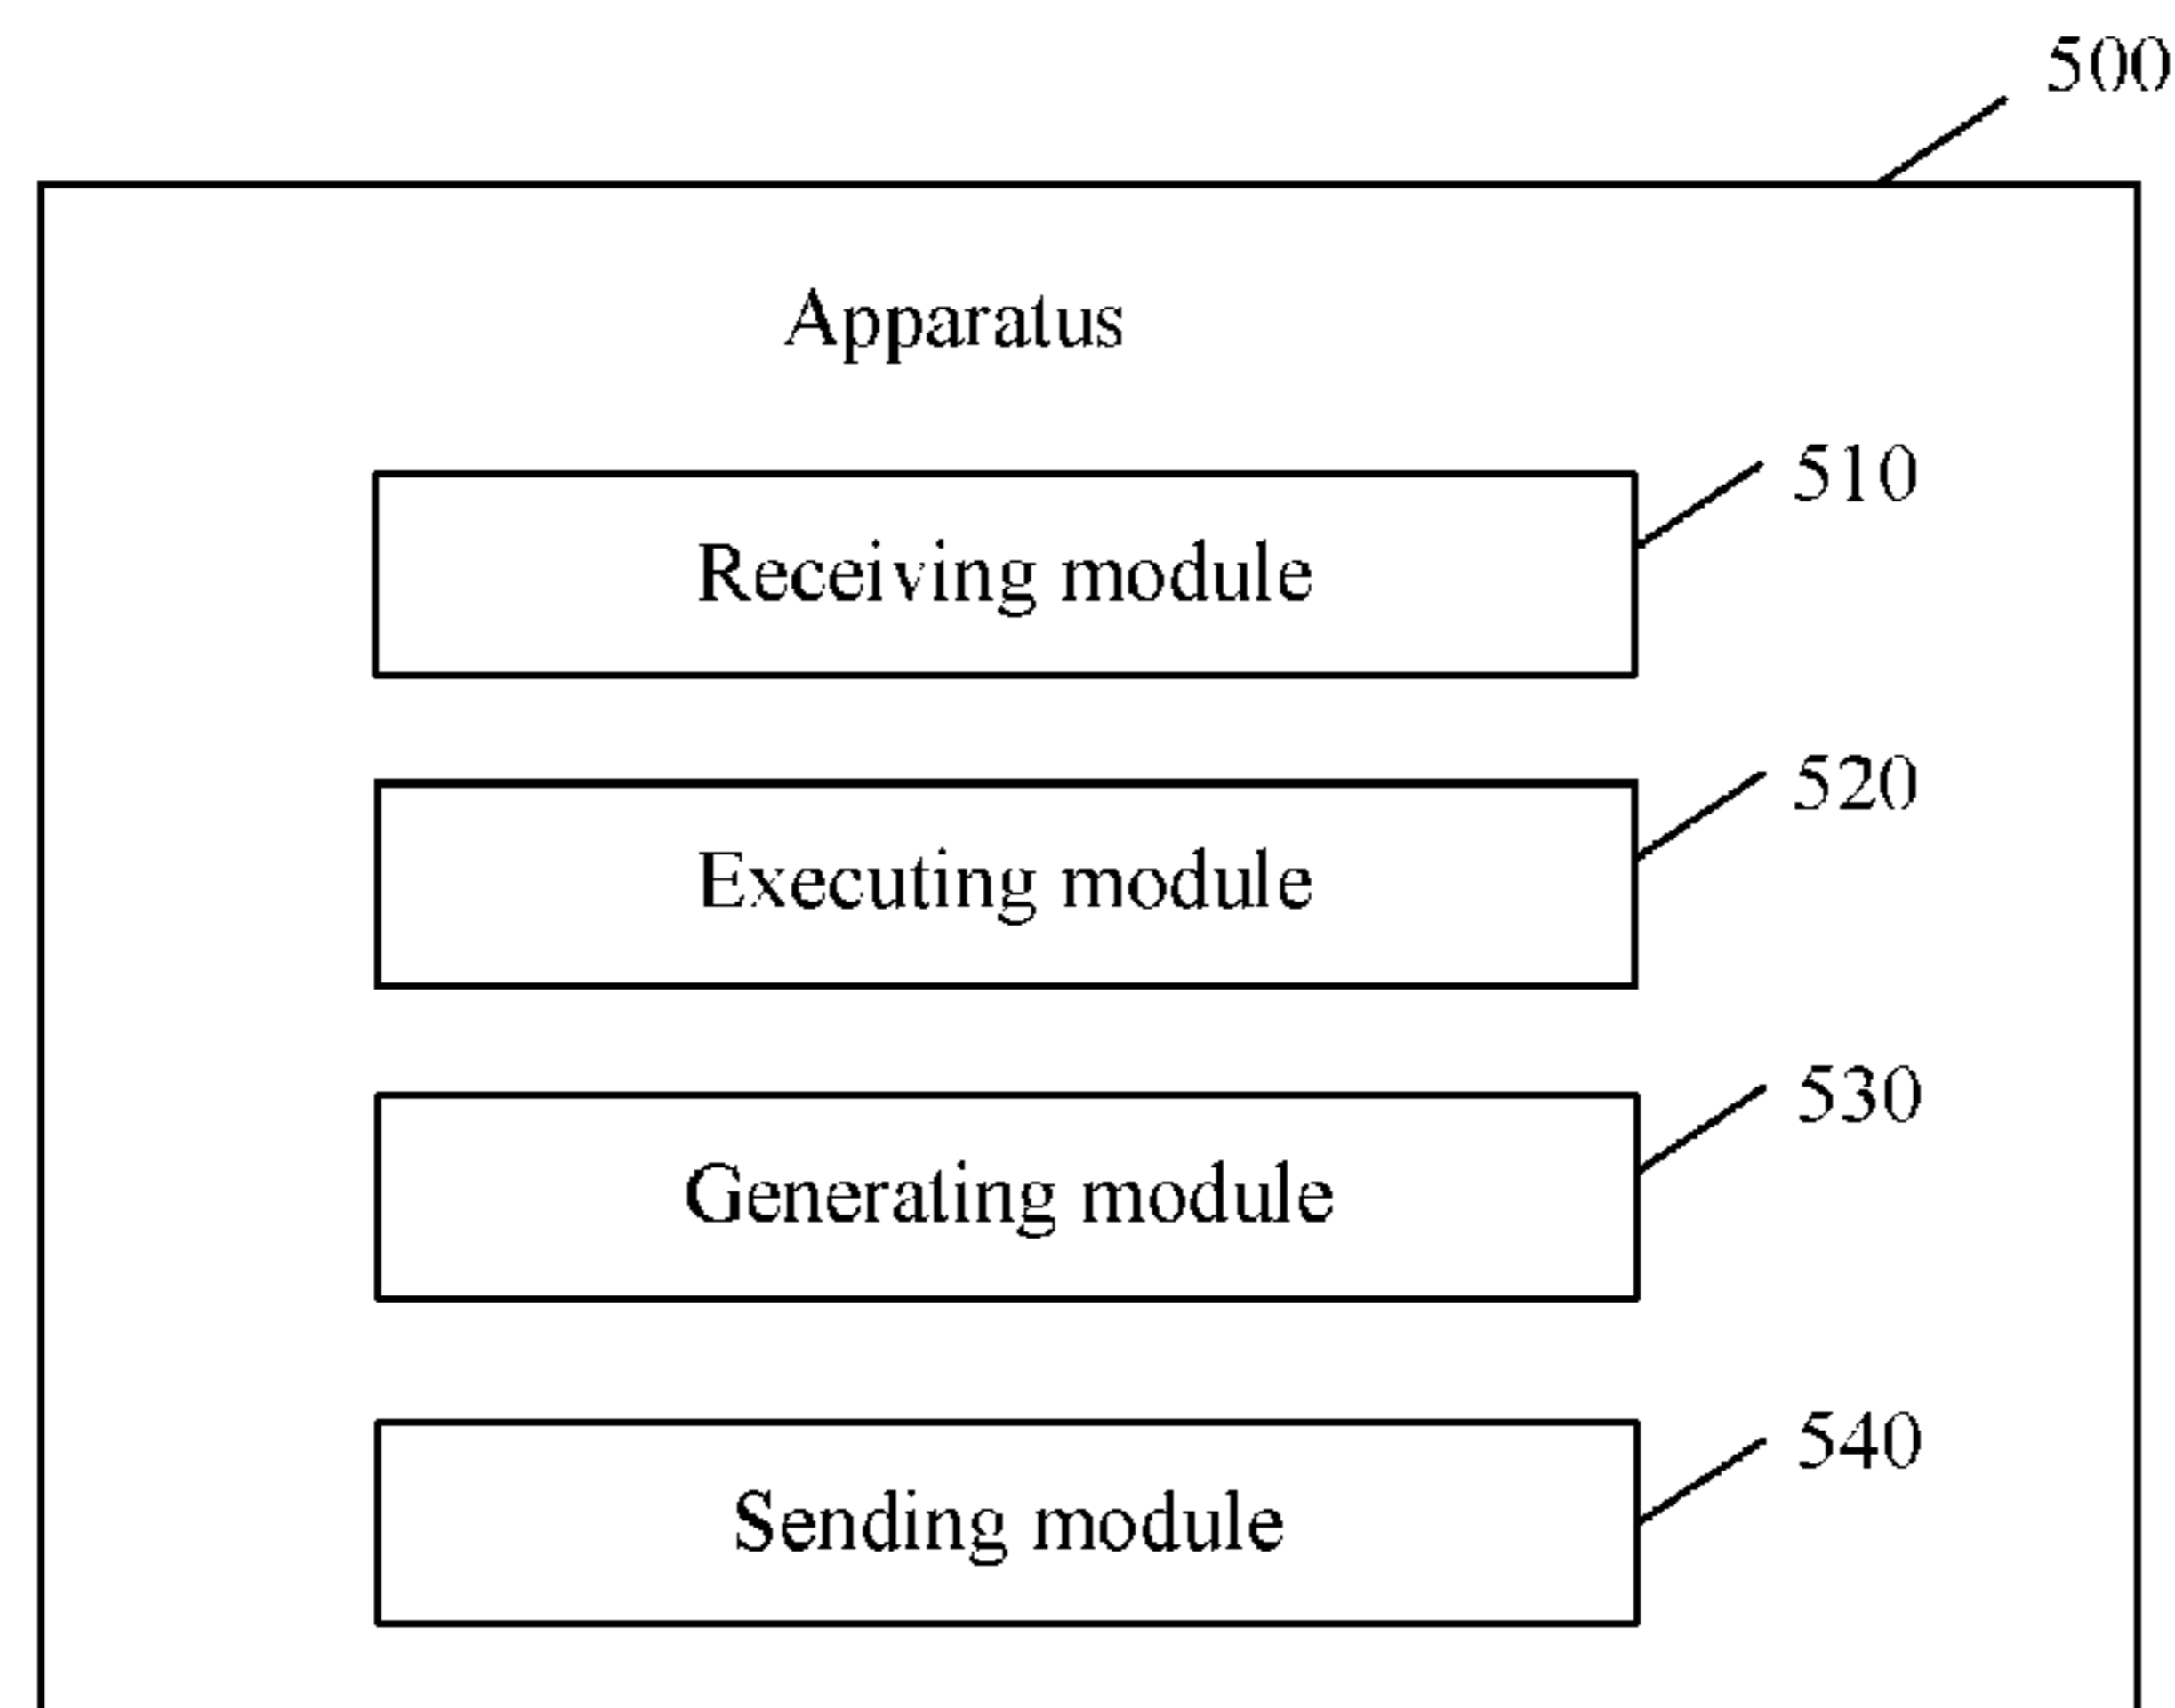 500
Apparatus
510
Receiving module
520
Executing module
530
Generating module
540
Sending module